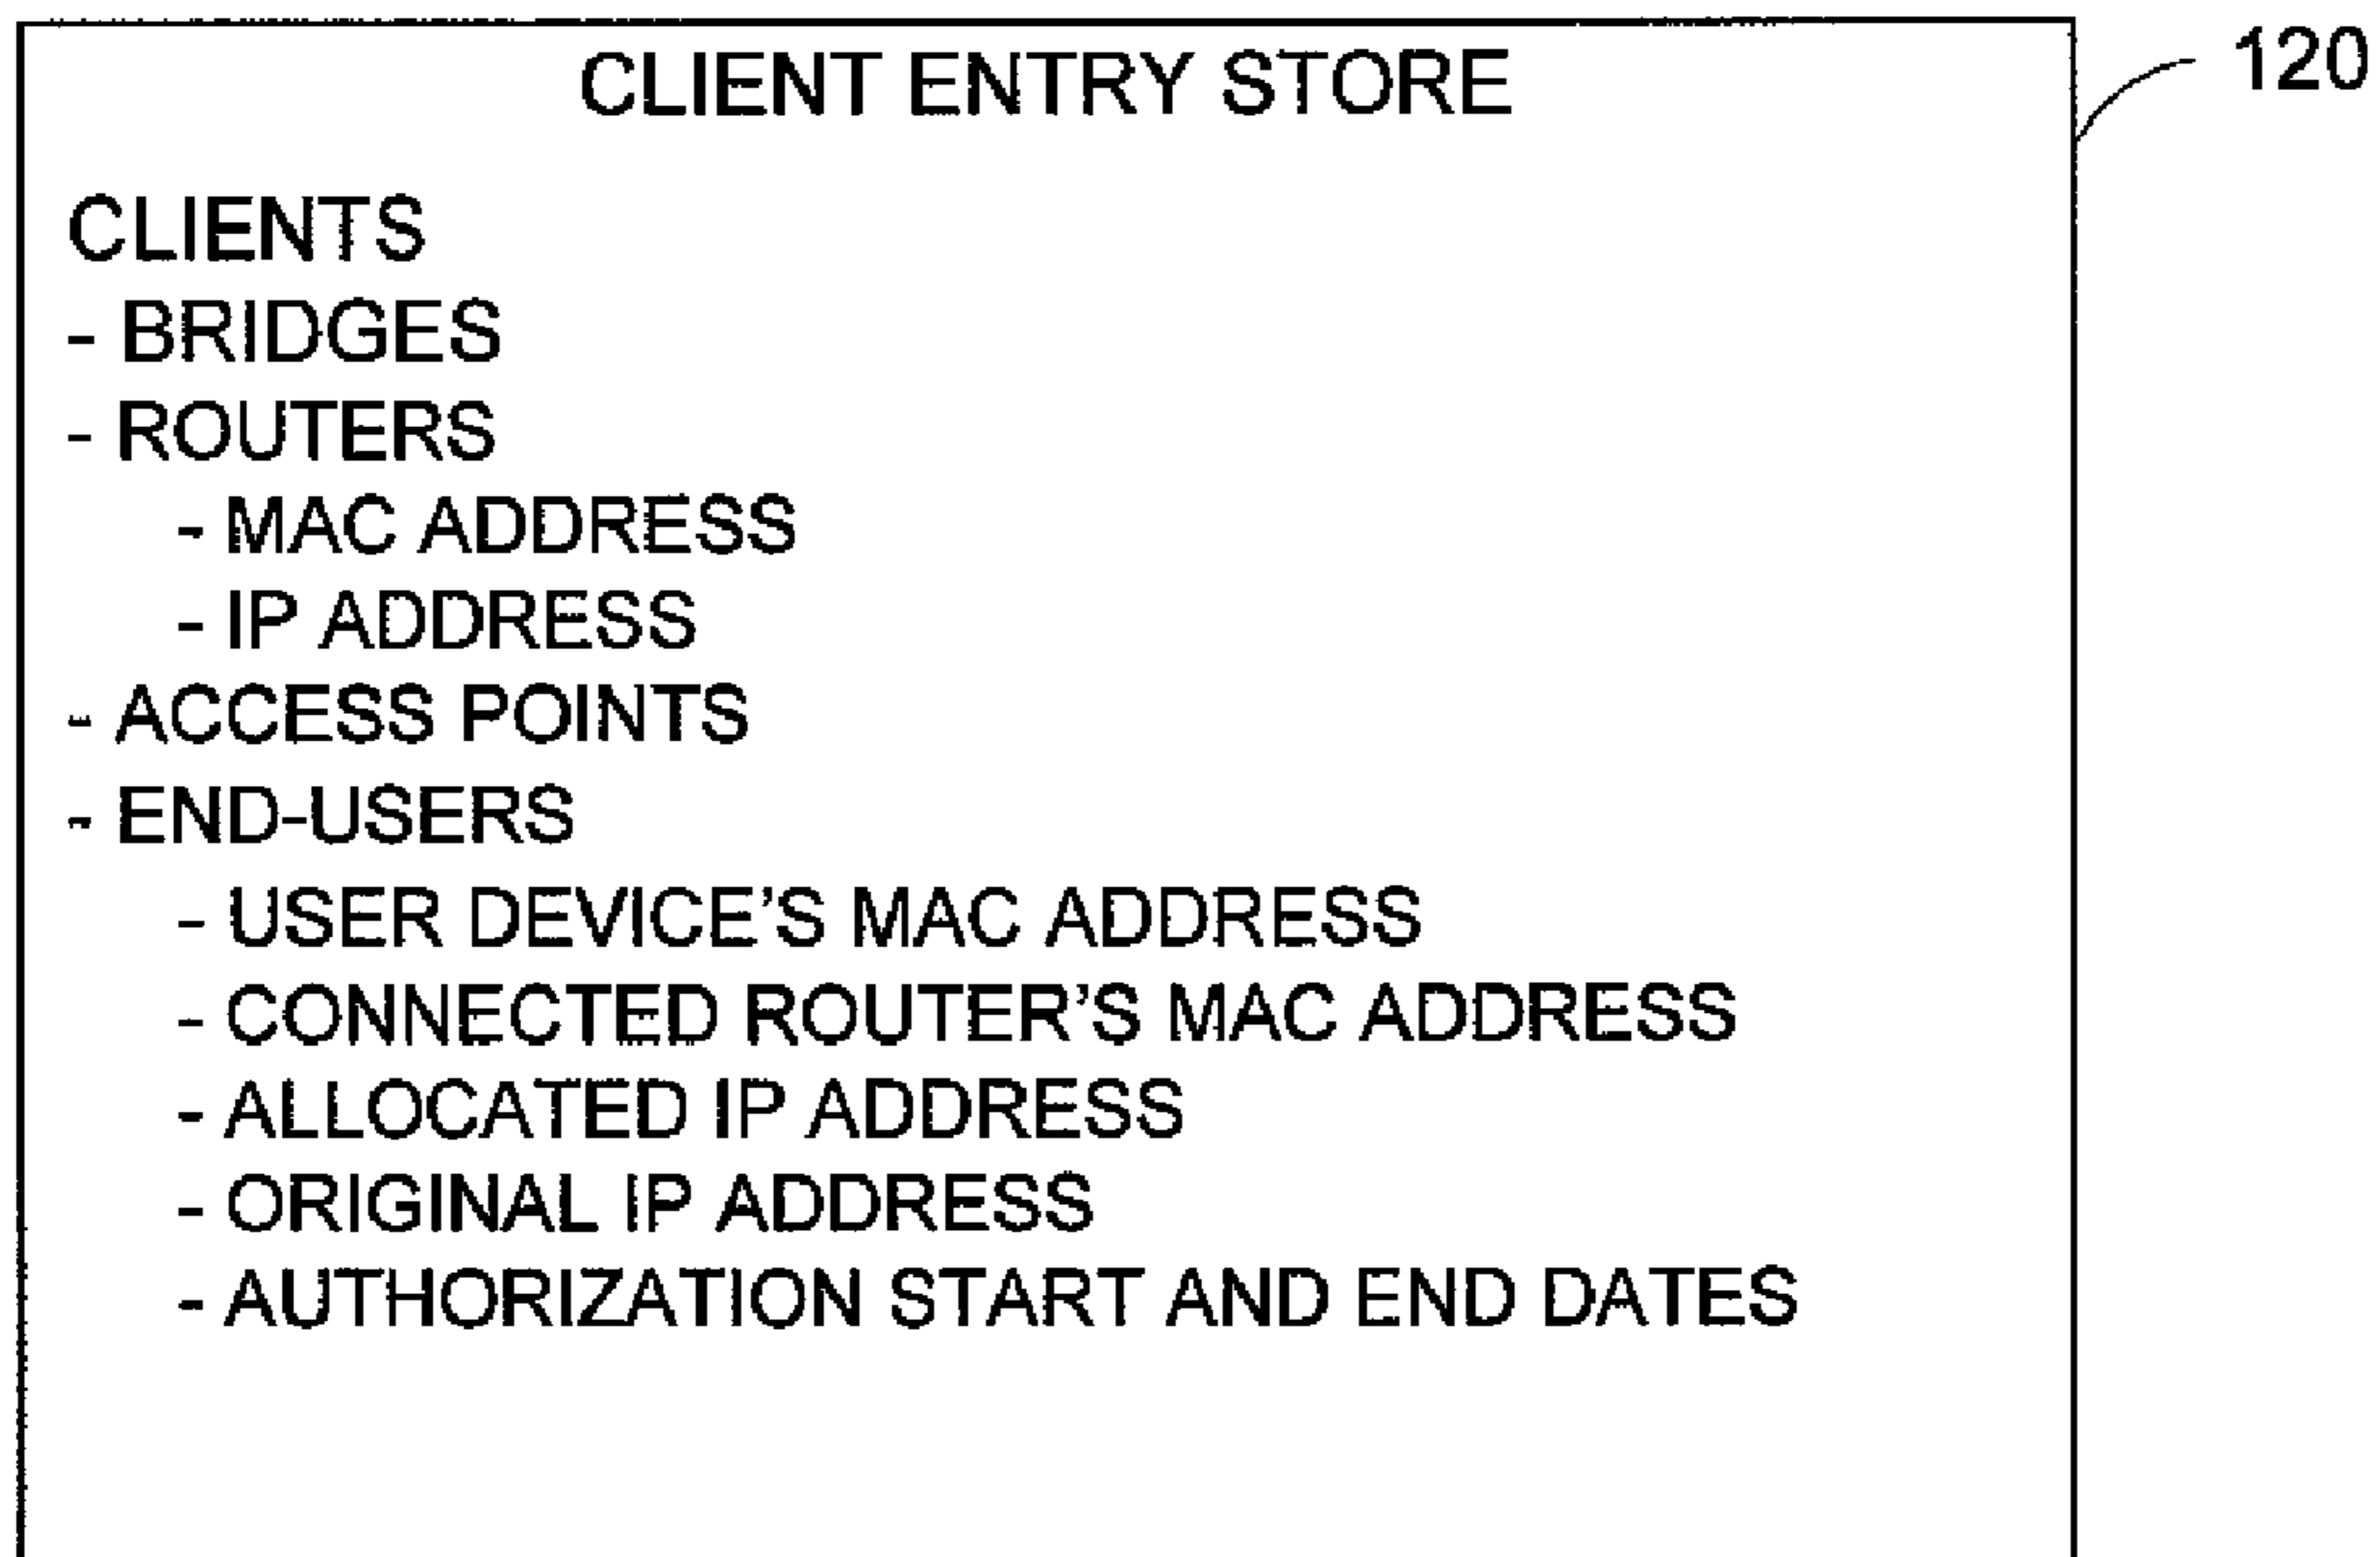 CLIENT ENTRY STORE
120
CLIENTS
- BRIDGES
- ROUTERS
- MAC ADDRESS
- IP ADDRESS
- ACCESS POINTS
- END-USERS
- USER DEVICE'S MAC ADDRESS
- CONNECTED ROUTER'S MAC ADDRESS
- ALLOCATED IP ADDRESS
- ORIGINAL IP ADDRESS
- AUTHORIZATION START AND END DATES